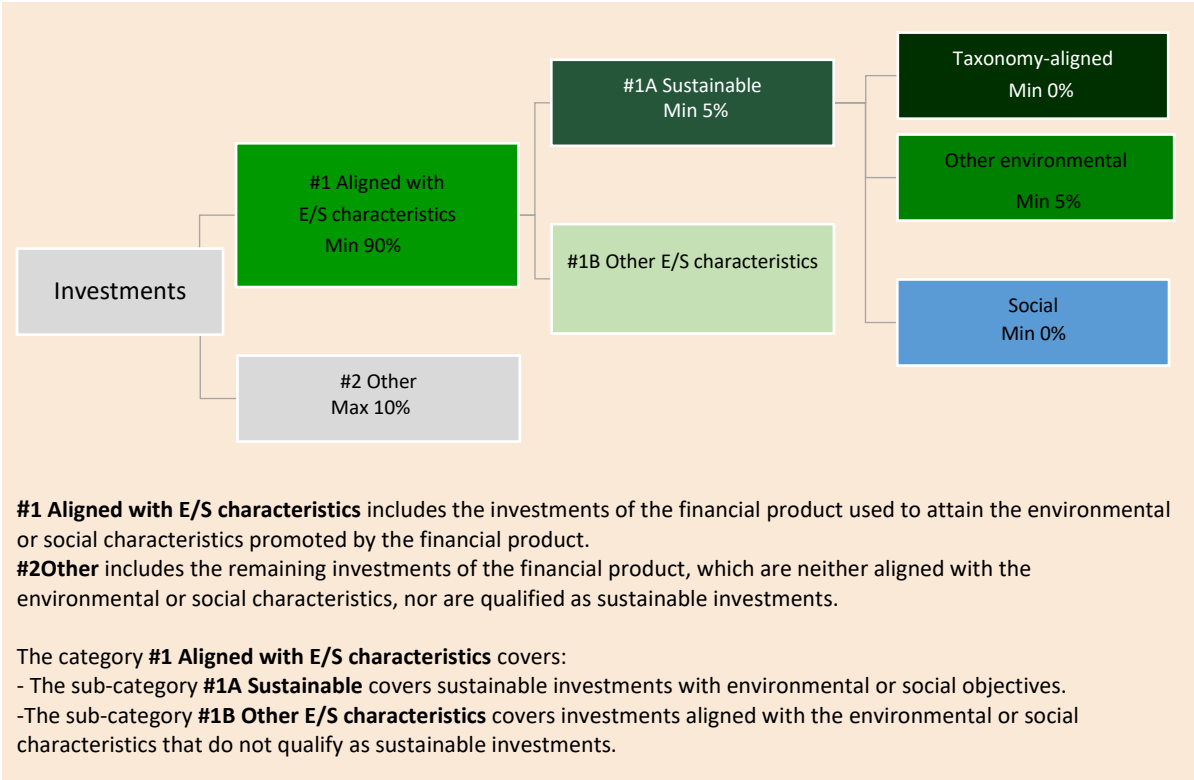 Investments
#1 Aligned with
E/S characteristics
Min 90%
#2 Other
Max 10%
#1A Sustainable
Min 5%
#1B Other E/S characteristics
Taxonomy-aligned
Min 0%
Other environmental
Min 5%
Social
Min 0%
#1 Aligned with E/S characteristics includes the investments of the financial product used to attain the environmental
or social characteristics promoted by the financial product.
#2Other includes the remaining investments of the financial product, which are neither aligned with the
environmental or social characteristics, nor are qualified as sustainable investments.
The category #1 Aligned with E/S characteristics covers:
- The sub-category #1A Sustainable covers sustainable investments with environmental or social objectives.
-The sub-category #1B Other E/S characteristics covers investments aligned with the environmental or social
characteristics that do not qualify as sustainable investments.